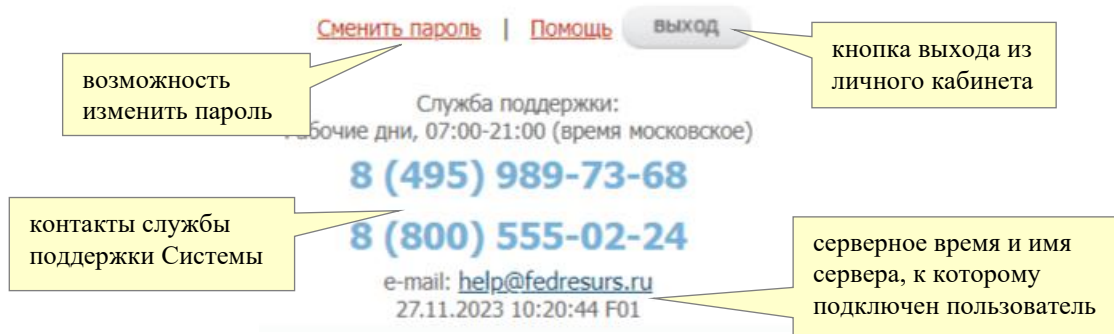 Сменить пароль | Помощь выход
кнопка выхода из
личного кабинета
возможность
изменить пароль
Служба поддержки:
бочие дни, 07:00-21:00 (время московское)
8 (495) 989-73-68
контакты службы
поддержки Системы
8 (800) 555-02-24
серверное время и имя
сервера, к которому
подключен пользователь
e-mail: help@fedresurs.ru
27.11.2023 10:20:44 F01